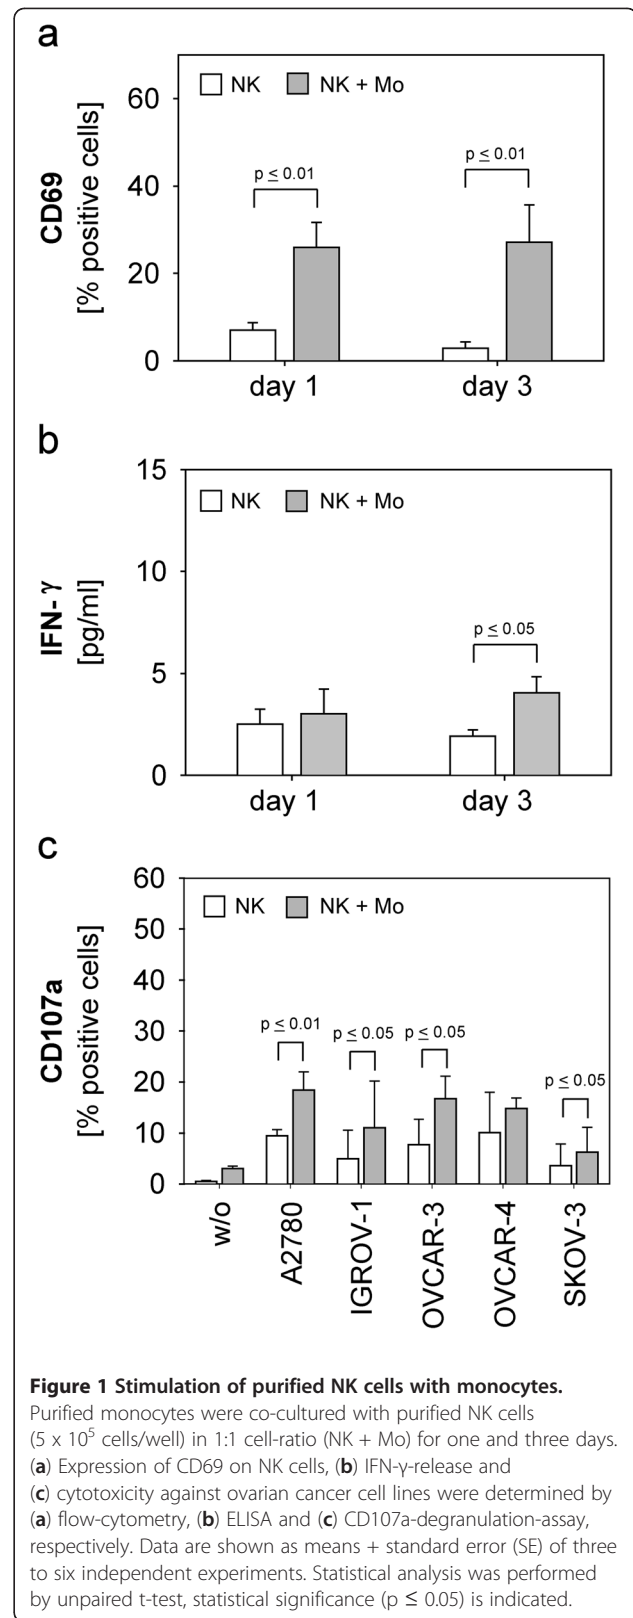 a
NK NK + Mo
60
40
20
0
CD69
[% positive cells]
p ≤ 0.01
p ≤ 0.01
day 1 day 3
b
NK NK + Mo
15
10
5
0
IFN- γ
[pg/ml]
p ≤ 0.05
day 1 day 3
c
NK NK + Mo
60
50
40
30
20
10
0
CD107a
[% positive cells]
p ≤ 0.01
p ≤ 0.05
p ≤ 0.05
p ≤ 0.05
w/o
A2780
IGROV-1
OVCAR-3
OVCAR-4
SKOV-3
Figure 1 Stimulation of purified NK cells with monocytes.
Purified monocytes were co-cultured with purified NK cells
(5 x 10⁵ cells/well) in 1:1 cell-ratio (NK + Mo) for one and three days.
(a) Expression of CD69 on NK cells, (b) IFN-γ-release and
(c) cytotoxicity against ovarian cancer cell lines were determined by
(a) flow-cytometry, (b) ELISA and (c) CD107a-degranulation-assay,
respectively. Data are shown as means + standard error (SE) of three
to six independent experiments. Statistical analysis was performed
by unpaired t-test, statistical significance (p ≤ 0.05) is indicated.